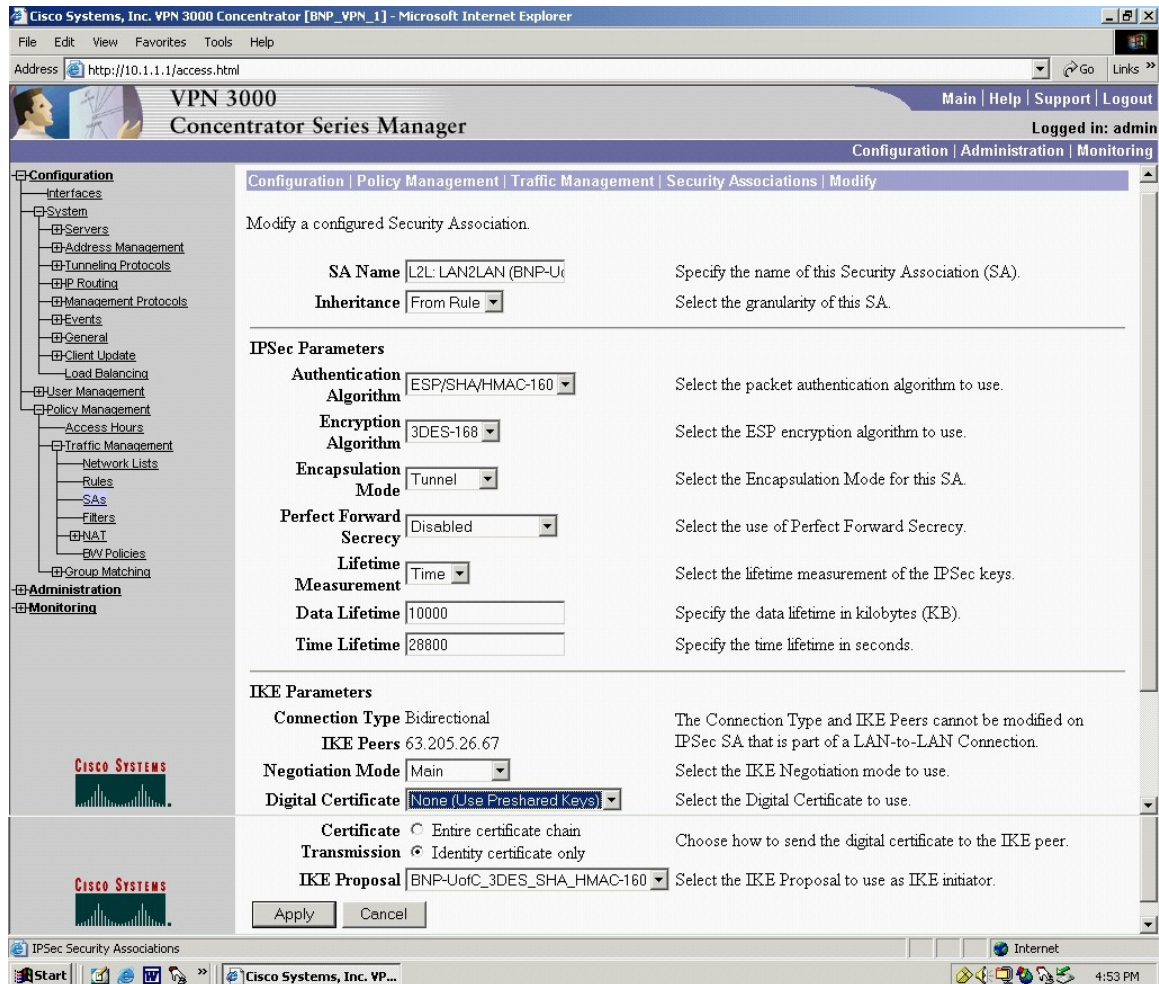 Cisco Systems, Inc. VPN 3000 Concentrator [BNP_VPN_1] - Microsoft Internet Explorer
File Edit View Favorites Tools Help
Address http://10.1.1.1/access.html Go Links »
VPN 3000
Concentrator Series Manager
Main | Help | Support | Logout
Logged in: admin
Configuration | Administration | Monitoring
Configuration
Interfaces
System
Servers
Address Management
Tunneling Protocols
IP Routing
Management Protocols
Events
General
Client Update
Load Balancing
User Management
Policy Management
Access Hours
Traffic Management
Network Lists
Rules
SAs
Filters
NAT
BW Policies
Group Matching
Administration
Monitoring
CISCO SYSTEMS
Configuration | Policy Management | Traffic Management | Security Associations | Modify
Modify a configured Security Association.
SA Name L2L: LAN2LAN (BNP-Uo Specify the name of this Security Association (SA).
Inheritance From Rule Select the granularity of this SA.
IPSec Parameters
Authentication Algorithm ESP/SHA/HMAC-160 Select the packet authentication algorithm to use.
Encryption Algorithm 3DES-168 Select the ESP encryption algorithm to use.
Encapsulation Mode Tunnel Select the Encapsulation Mode for this SA.
Perfect Forward Secrecy Disabled Select the use of Perfect Forward Secrecy.
Lifetime Measurement Time Select the lifetime measurement of the IPSec keys.
Data Lifetime 10000 Specify the data lifetime in kilobytes (KB).
Time Lifetime 28800 Specify the time lifetime in seconds.
IKE Parameters
Connection Type Bidirectional The Connection Type and IKE Peers cannot be modified on
IKE Peers 63.205.26.67 IPSec SA that is part of a LAN-to-LAN Connection.
Negotiation Mode Main Select the IKE Negotiation mode to use.
Digital Certificate None (Use Preshared Keys) Select the Digital Certificate to use.
Certificate Transmission Entire certificate chain
Identity certificate only
Choose how to send the digital certificate to the IKE peer.
IKE Proposal BNP-UofC_3DES_SHA_HMAC-160 Select the IKE Proposal to use as IKE initiator.
CISCO SYSTEMS
Apply Cancel
IPSec Security Associations Internet
Start » Cisco Systems, Inc. VP... 4:53 PM